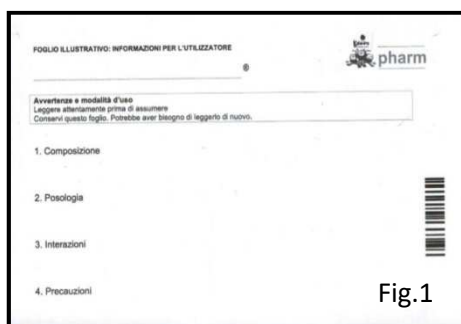 FOGLIO ILLUSTRATIVO: INFORMAZIONI PER L'UTILIZZATORE
®
pharm
Avvertenze e modalità d'uso
Leggere attentamente prima di assumere
Conservi questo foglio. Potrebbe aver bisogno di leggerlo di nuovo.
1. Composizione
2. Posologia
3. Interazioni
4. Precauzioni
Fig.1